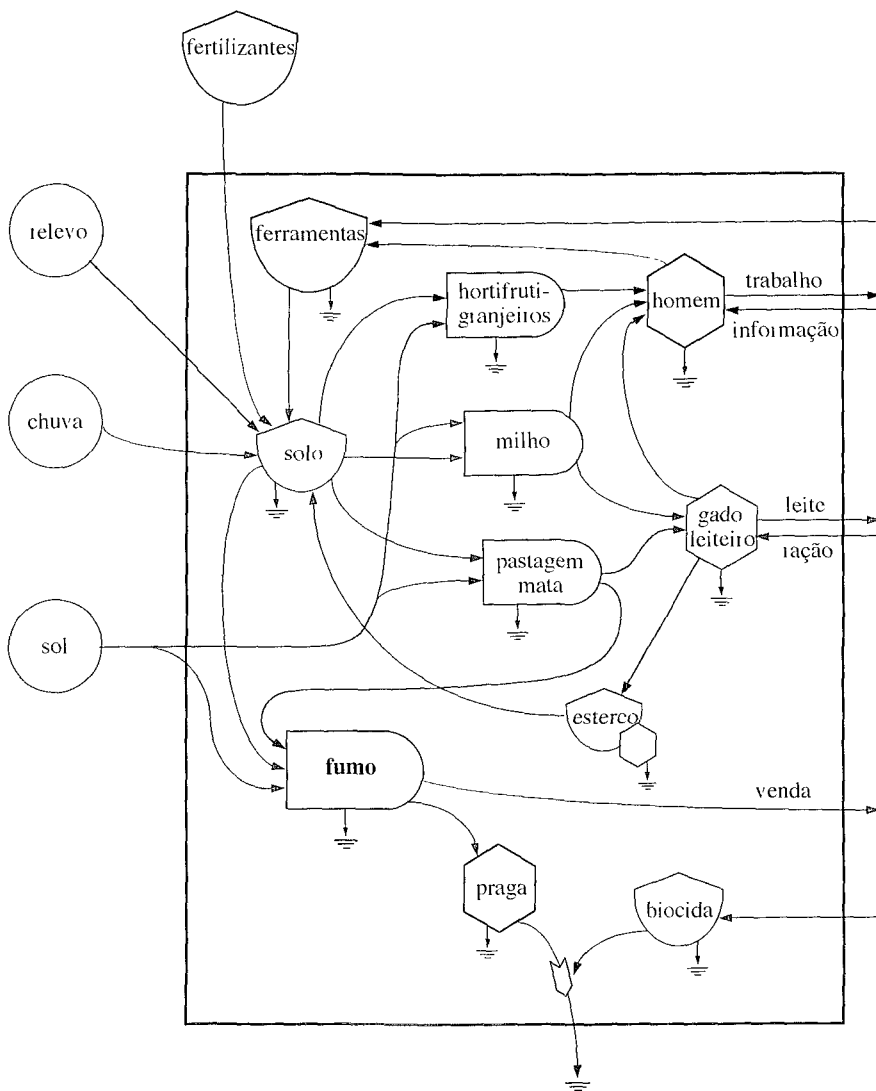 fertilizantes
relevo
ferramentas
hortifruti-
granjeiros
homem
trabalho
informação
chuva
solo
milho
gado
leiteiro
leite
ração
pastagem
mata
sol
esterco
fumo
venda
praga
biocida